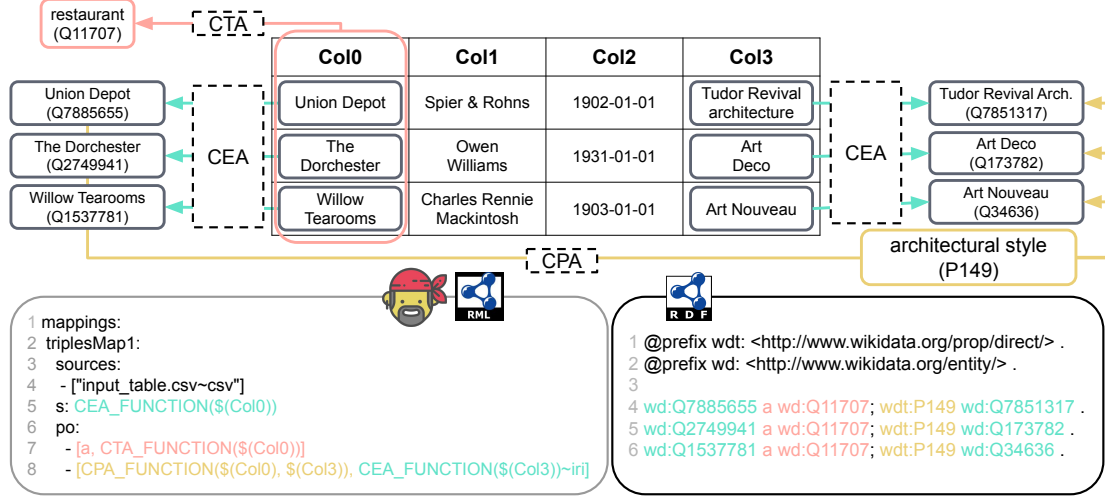 restaurant
(Q11707)
CTA
Col0 Col1 Col2 Col3
Union Depot
(Q7885655)
The Dorchester
(Q2749941)
Willow Tearooms
(Q1537781)
CEA
Union Depot
Spier & Rohns
1902-01-01
Tudor Revival
architecture
The
Dorchester
Owen
Williams
1931-01-01
Art
Deco
Willow
Tearooms
Charles Rennie
Mackintosh
1903-01-01
Art Nouveau
CEA
Tudor Revival Arch.
(Q7851317)
Art Deco
(Q173782)
Art Nouveau
(Q34636)
CPA
architectural style
(P149)
RML
1 mappings:
2 triplesMap1:
3 sources:
4 - ["input_table.csv~csv"]
5 s: CEA_FUNCTION($(Col0))
6 po:
7 - [a, CTA_FUNCTION($(Col0))]
8 - [CPA_FUNCTION($(Col0), $(Col3)), CEA_FUNCTION($(Col3))~iri]
RDF
1 @prefix wdt: <http://www.wikidata.org/prop/direct/> .
2 @prefix wd: <http://www.wikidata.org/entity/> .
3
4 wd:Q7885655 a wd:Q11707; wdt:P149 wd:Q7851317 .
5 wd:Q2749941 a wd:Q11707; wdt:P149 wd:Q173782 .
6 wd:Q1537781 a wd:Q11707; wdt:P149 wd:Q34636 .